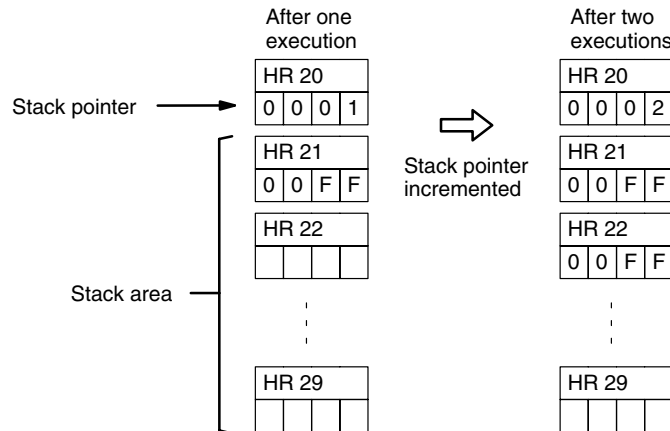 After one
execution
After two
executions
HR 20
HR 20
Stack pointer
0 0 0 1
0 0 0 2
HR 21
HR 21
Stack pointer
incremented
0 0 F F
0 0 F F
HR 22
HR 22
0 0 F F
Stack area
HR 29
HR 29